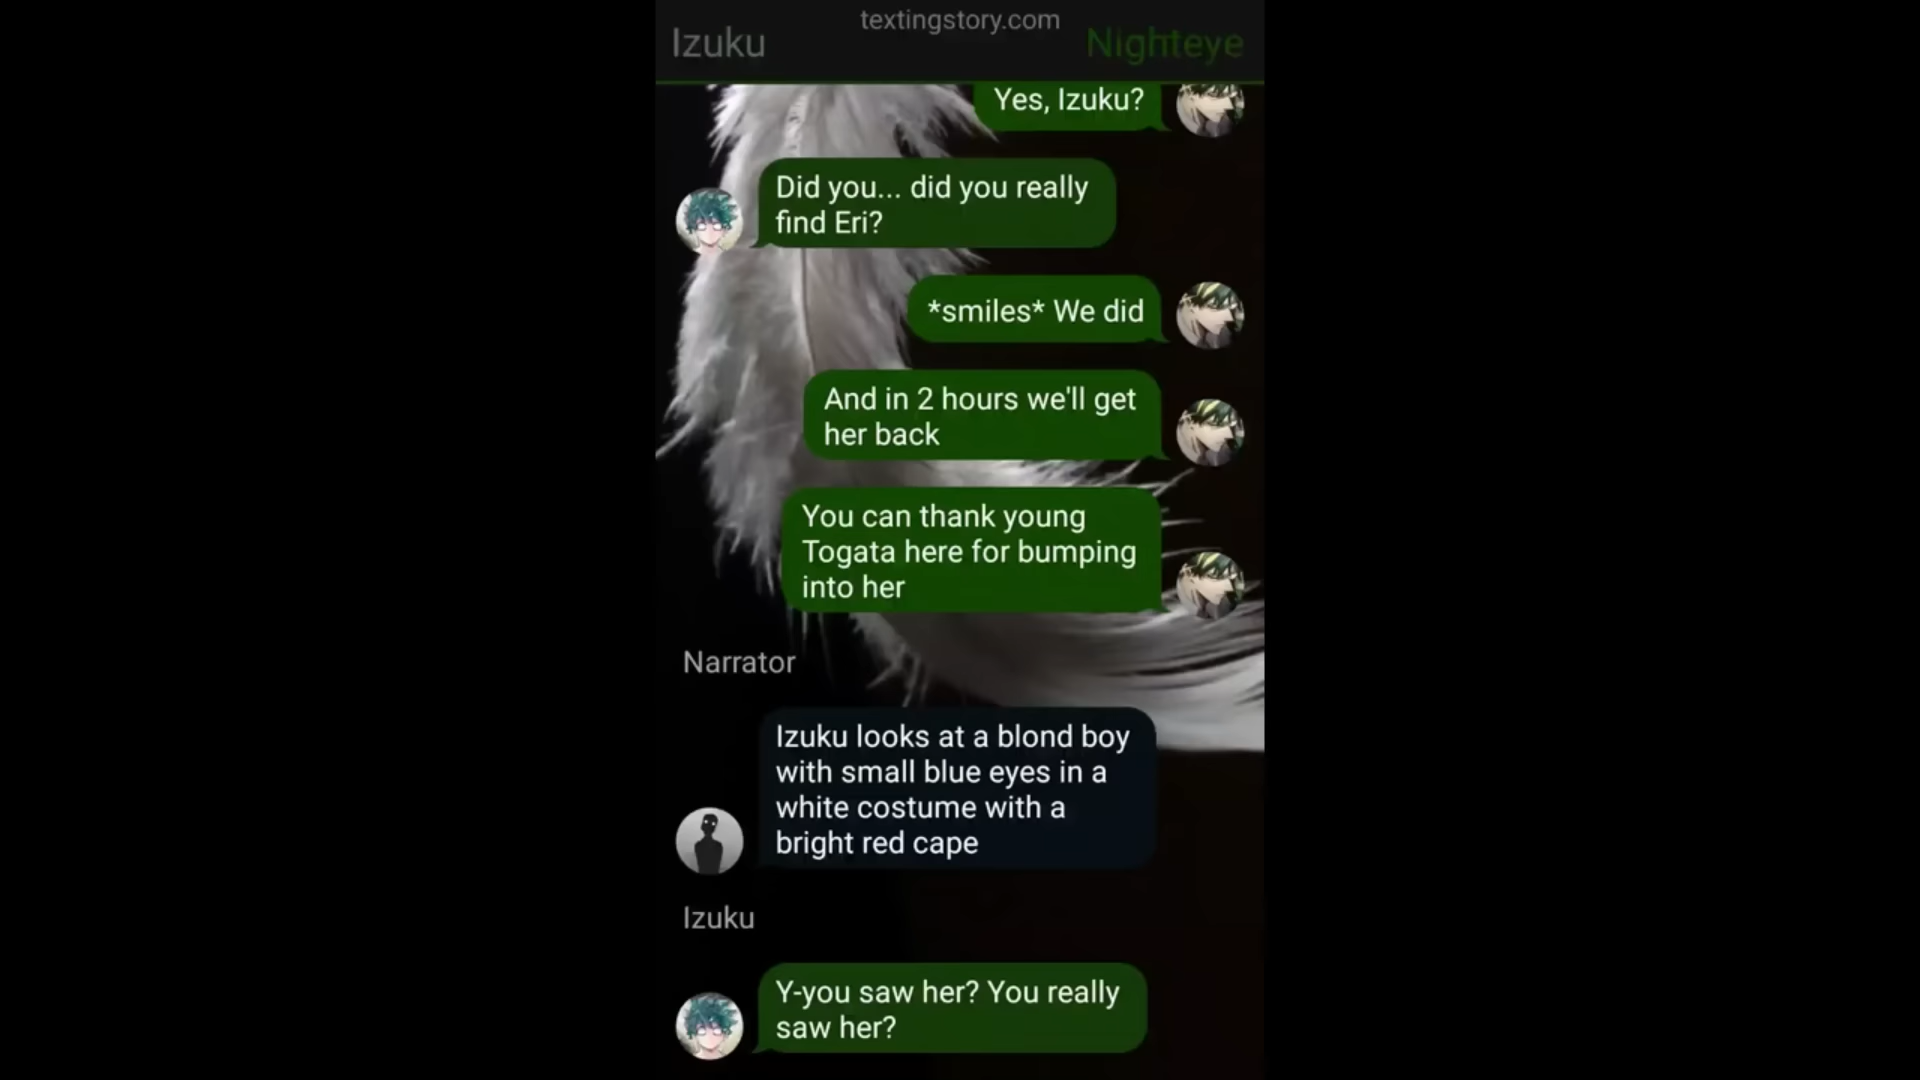 textingstory.com
Izuku
Nighteye
Yes, Izuku?
Did you... did you really
find Eri?
*smiles* We did
And in 2 hours we'll get
her back
You can thank young
Togata here for bumping
into her
Narrator
Izuku looks at a blond boy
with small blue eyes in a
white costume with a
bright red cape
Izuku
Y-you saw her? You really
saw her?